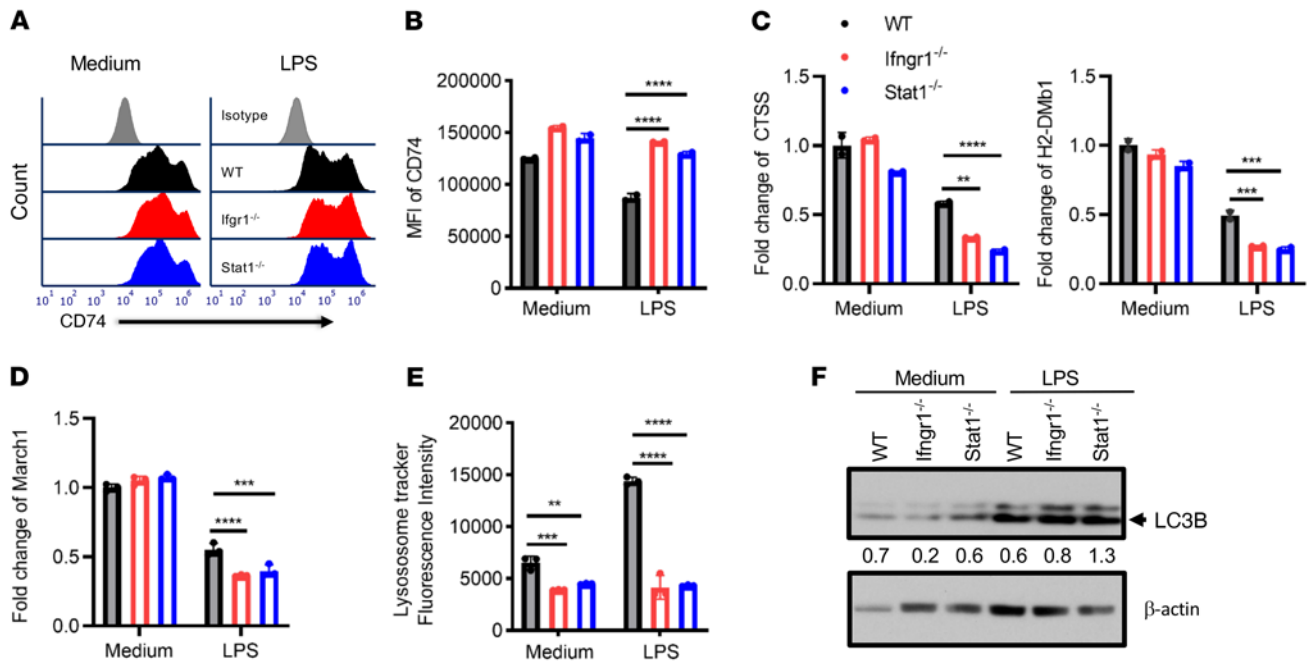 A
Medium
LPS
Isotype
WT
Ifgr1-/-
Stat1-/-
Count
10¹ 10² 10³ 10⁴ 10⁵ 10⁶
10¹ 10² 10³ 10⁴ 10⁵ 10⁶
CD74
B
MFI of CD74
200000
150000
100000
50000
0
****
****
Medium
LPS
C
WT
Ifngr1-/-
Stat1-/-
Fold change of CTSS
1.5
1.0
0.5
0.0
****
**
Medium
LPS
Fold change of H2-DMb1
1.5
1.0
0.5
0.0
***
***
Medium
LPS
D
Fold change of March1
1.5
1.0
0.5
0.0
***
****
Medium
LPS
E
Lysosome tracker
Fluorescence Intensity
20000
15000
10000
5000
0
**
***
****
****
Medium
LPS
F
Medium
LPS
WT
Ifngr1-/-
Stat1-/-
WT
Ifngr1-/-
Stat1-/-
LC3B
0.7 0.2 0.6 0.6 0.8 1.3
β-actin